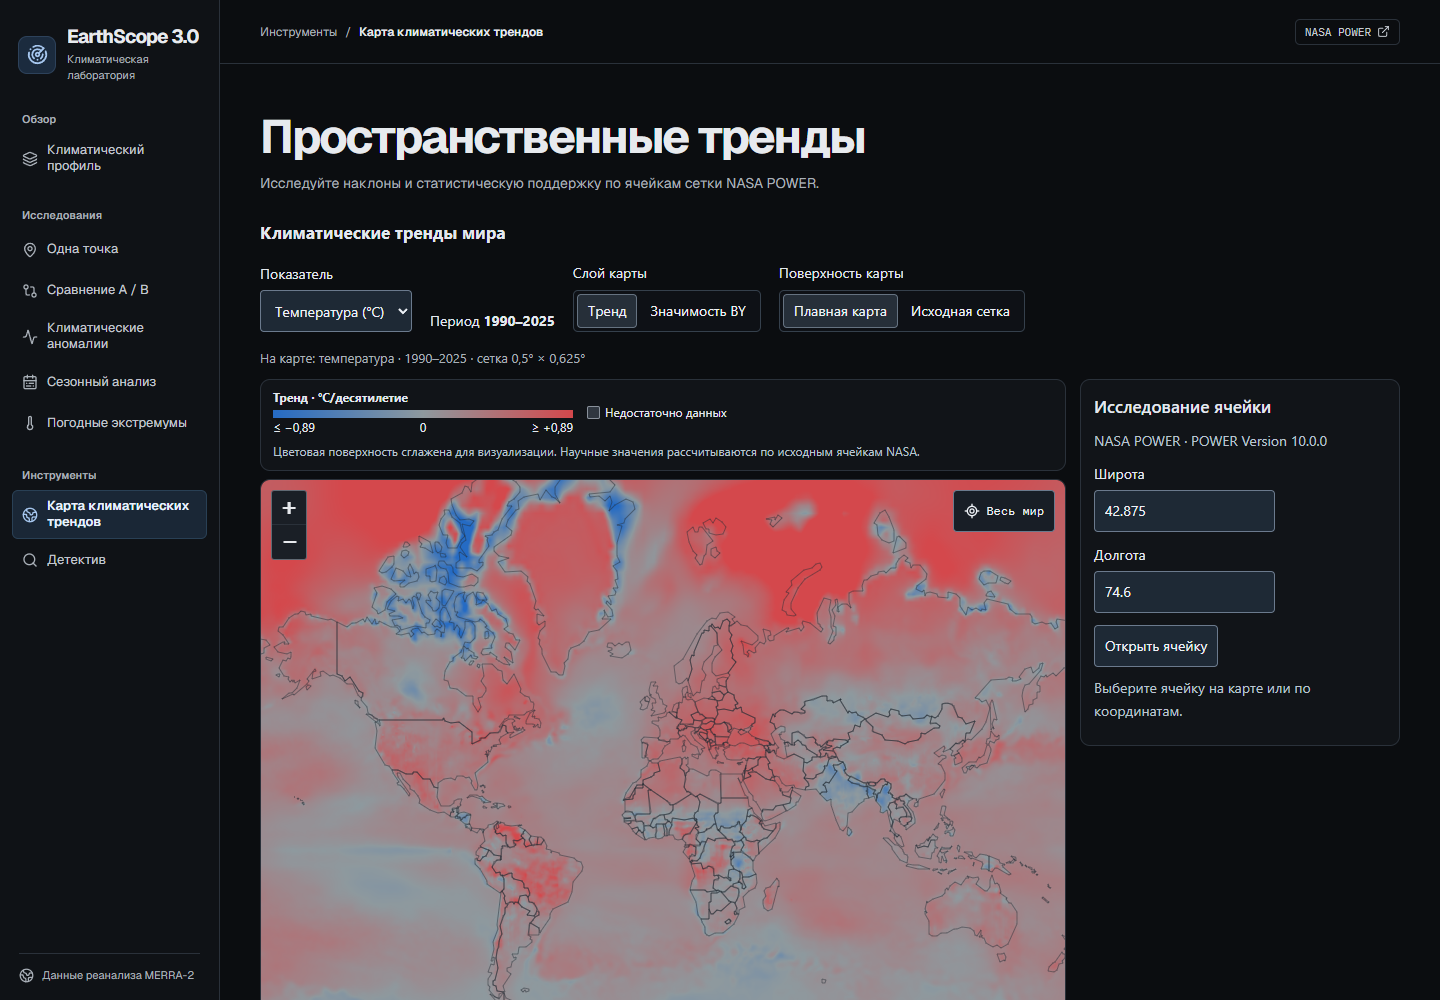 EarthScope 3.0
Климатическая
лаборатория
Обзор
Климатический
профиль
Исследования
Одна точка
Сравнение A / B
Климатические
аномалии
Сезонный анализ
Погодные экстремумы
Инструменты
Карта климатических
трендов
Детектив
Данные реанализа MERRA-2
Инструменты / Карта климатических трендов
NASA POWER
Пространственные тренды
Исследуйте наклоны и статистическую поддержку по ячейкам сетки NASA POWER.
Климатические тренды мира
Показатель
Температура (°C)
Период 1990–2025
Слой карты
Тренд
Значимость BY
Поверхность карты
Плавная карта
Исходная сетка
На карте: температура · 1990–2025 · сетка 0,5° × 0,625°
Тренд · °C/десятилетие
≤ −0,89
0
≥ +0,89
Недостаточно данных
Цветовая поверхность сглажена для визуализации. Научные значения рассчитываются по исходным ячейкам NASA.
+
−
Весь мир
Исследование ячейки
NASA POWER · POWER Version 10.0.0
Широта
42.875
Долгота
74.6
Открыть ячейку
Выберите ячейку на карте или по
координатам.